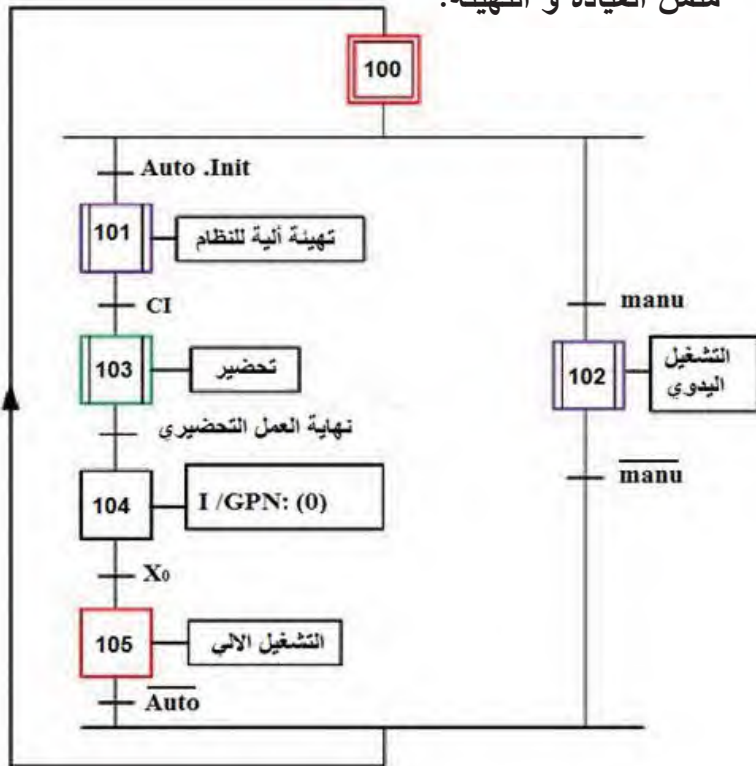 100
Auto .Init
101
تهيئة ألية للنظام
CI
manu
103
تحضير
102
التشغيل
اليدوي
نهاية العمل التحضيري
manu
104
I /GPN: (0)
X0
105
التشغيل الالي
Auto